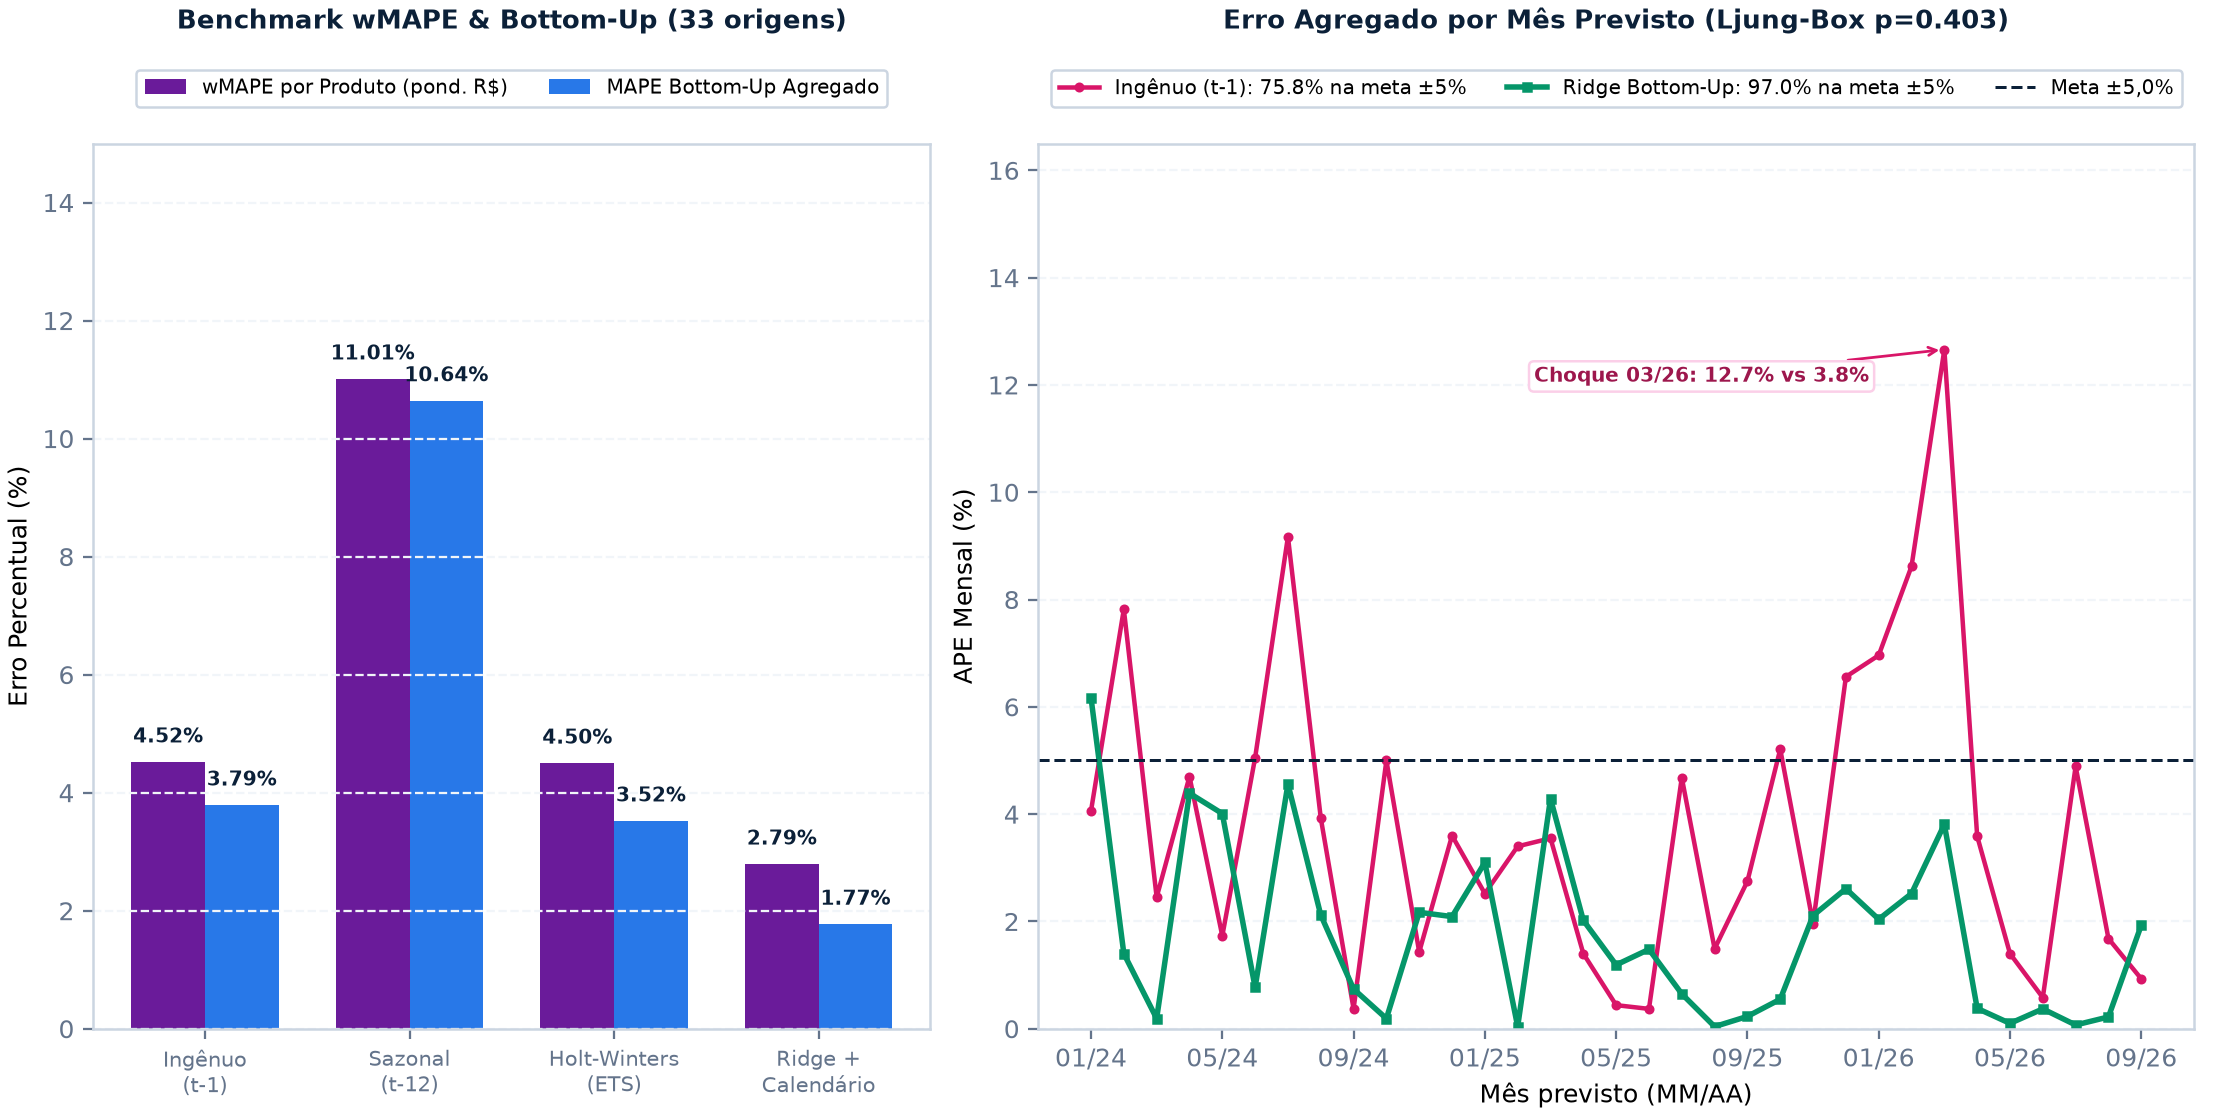 Benchmark wMAPE & Bottom-Up (33 origens)
wMAPE por Produto (pond. R$)
MAPE Bottom-Up Agregado
Erro Percentual (%)
14
12
10
8
6
4
2
0
4.52%
3.79%
11.01%
10.64%
4.50%
3.52%
2.79%
1.77%
Ingênuo
(t-1)
Sazonal
(t-12)
Holt-Winters
(ETS)
Ridge +
Calendário
Erro Agregado por Mês Previsto (Ljung-Box p=0.403)
Ingênuo (t-1): 75.8% na meta ±5%
Ridge Bottom-Up: 97.0% na meta ±5%
Meta ±5,0%
APE Mensal (%)
16
14
12
10
8
6
4
2
0
Choque 03/26: 12.7% vs 3.8%
01/24
05/24
09/24
01/25
05/25
09/25
01/26
05/26
09/26
Mês previsto (MM/AA)